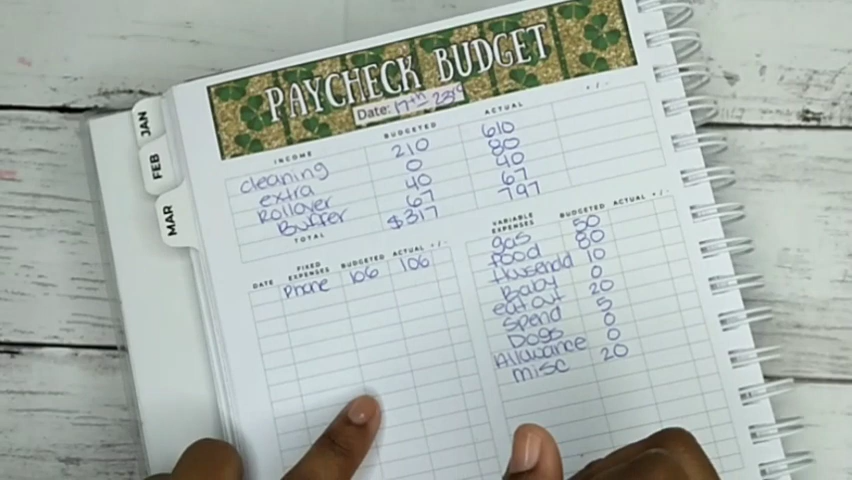 JAN
FEB
MAR
PAYCHECK BUDGET
Date: 17th - 23rd
INCOME BUDGETED ACTUAL +/-
cleaning 210 610
extra 0 80
Rollover 40 40
Buffer 67 67
TOTAL $317 797
DATE FIXED EXPENSES BUDGETED ACTUAL +/-
Phone 106 106
VARIABLE EXPENSES BUDGETED ACTUAL +/-
gas 50
food 80
Household 10
Baby 0
eat out 20
Spend 5
Dogs 0
Allowance 0
misc 20